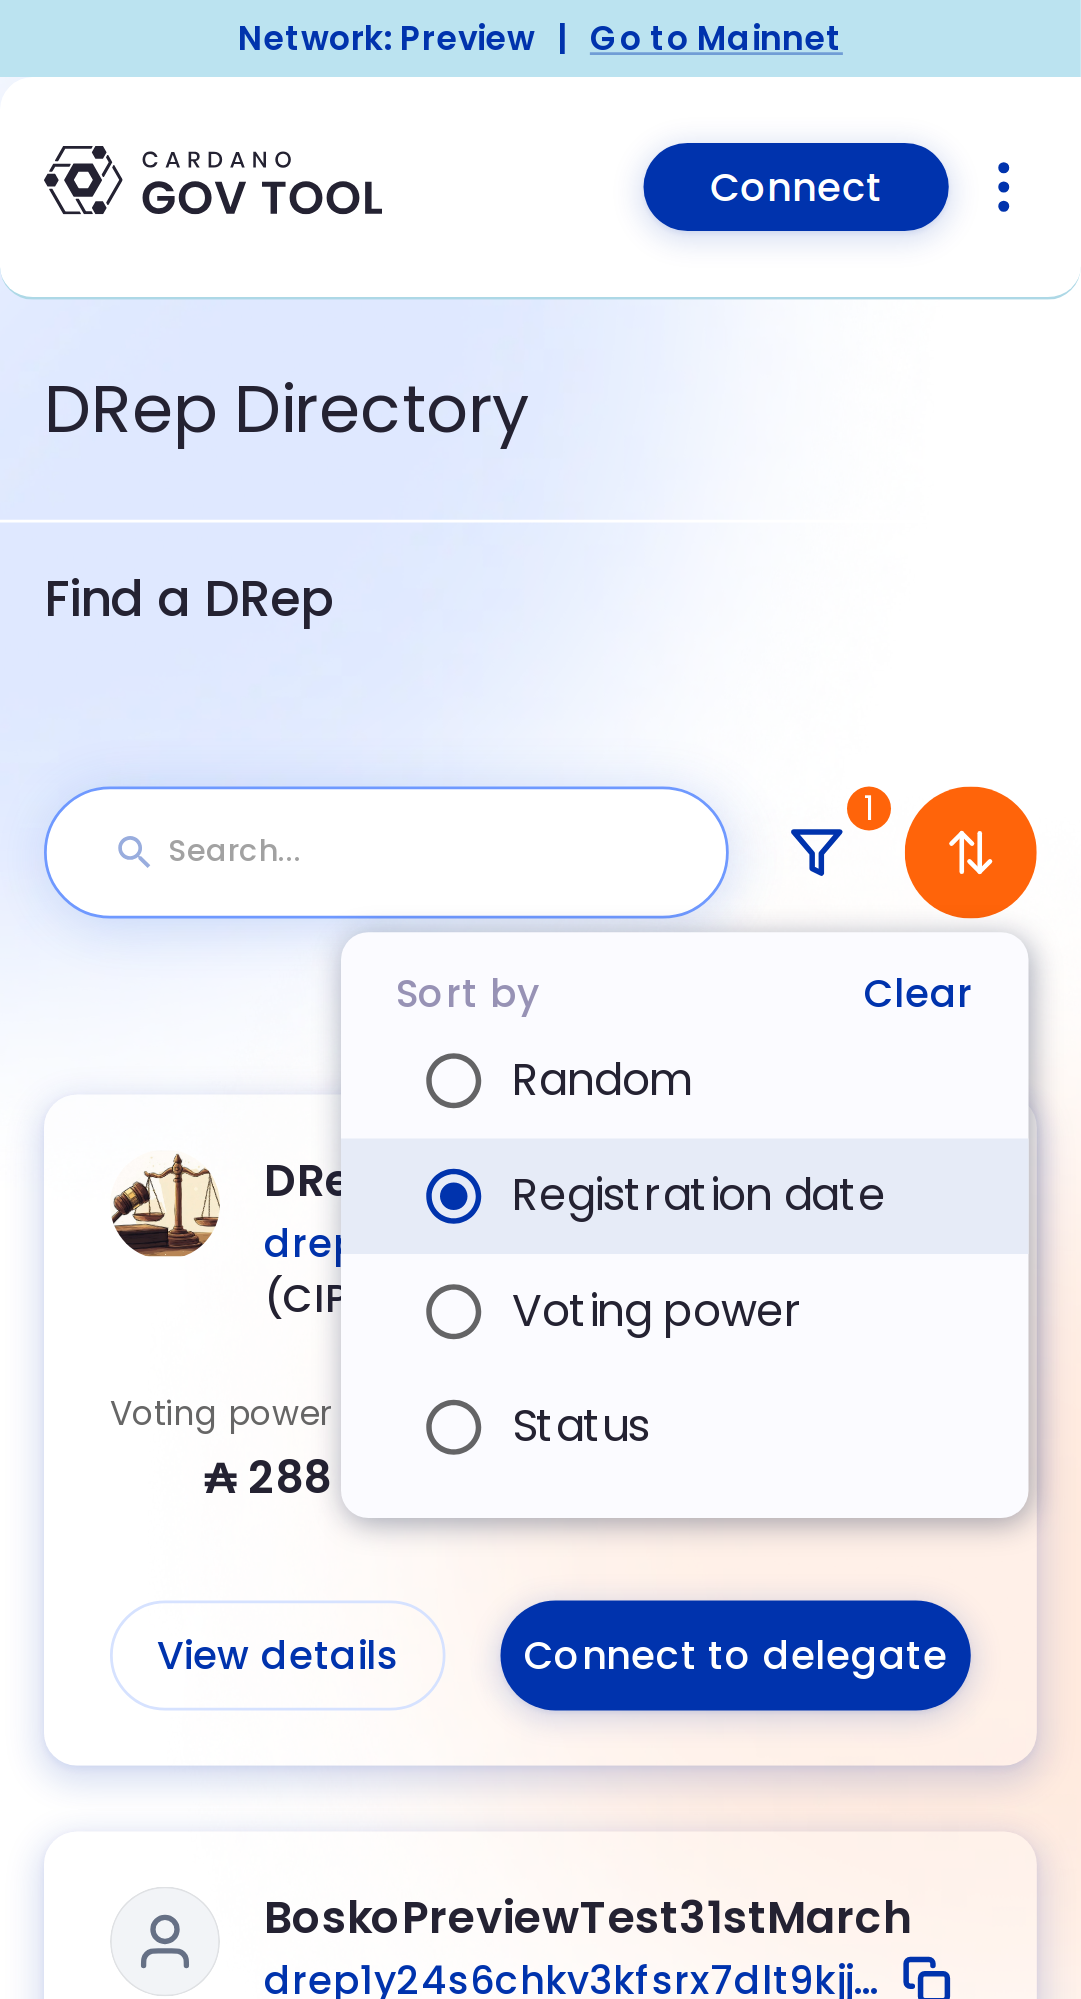 Network: Preview | Go to Mainnet
CARDANO
GOV TOOL
Connect
DRep Directory
Find a DRep
Search...
1
Sort by
Clear
Random
Registration date
Voting power
Status
DRe
drep
(CIP
Voting power
₳ 288
View details
Connect to delegate
BoskoPreviewTest31stMarch
drep1y24s6chkv3kfsrx7dlt9kjj...